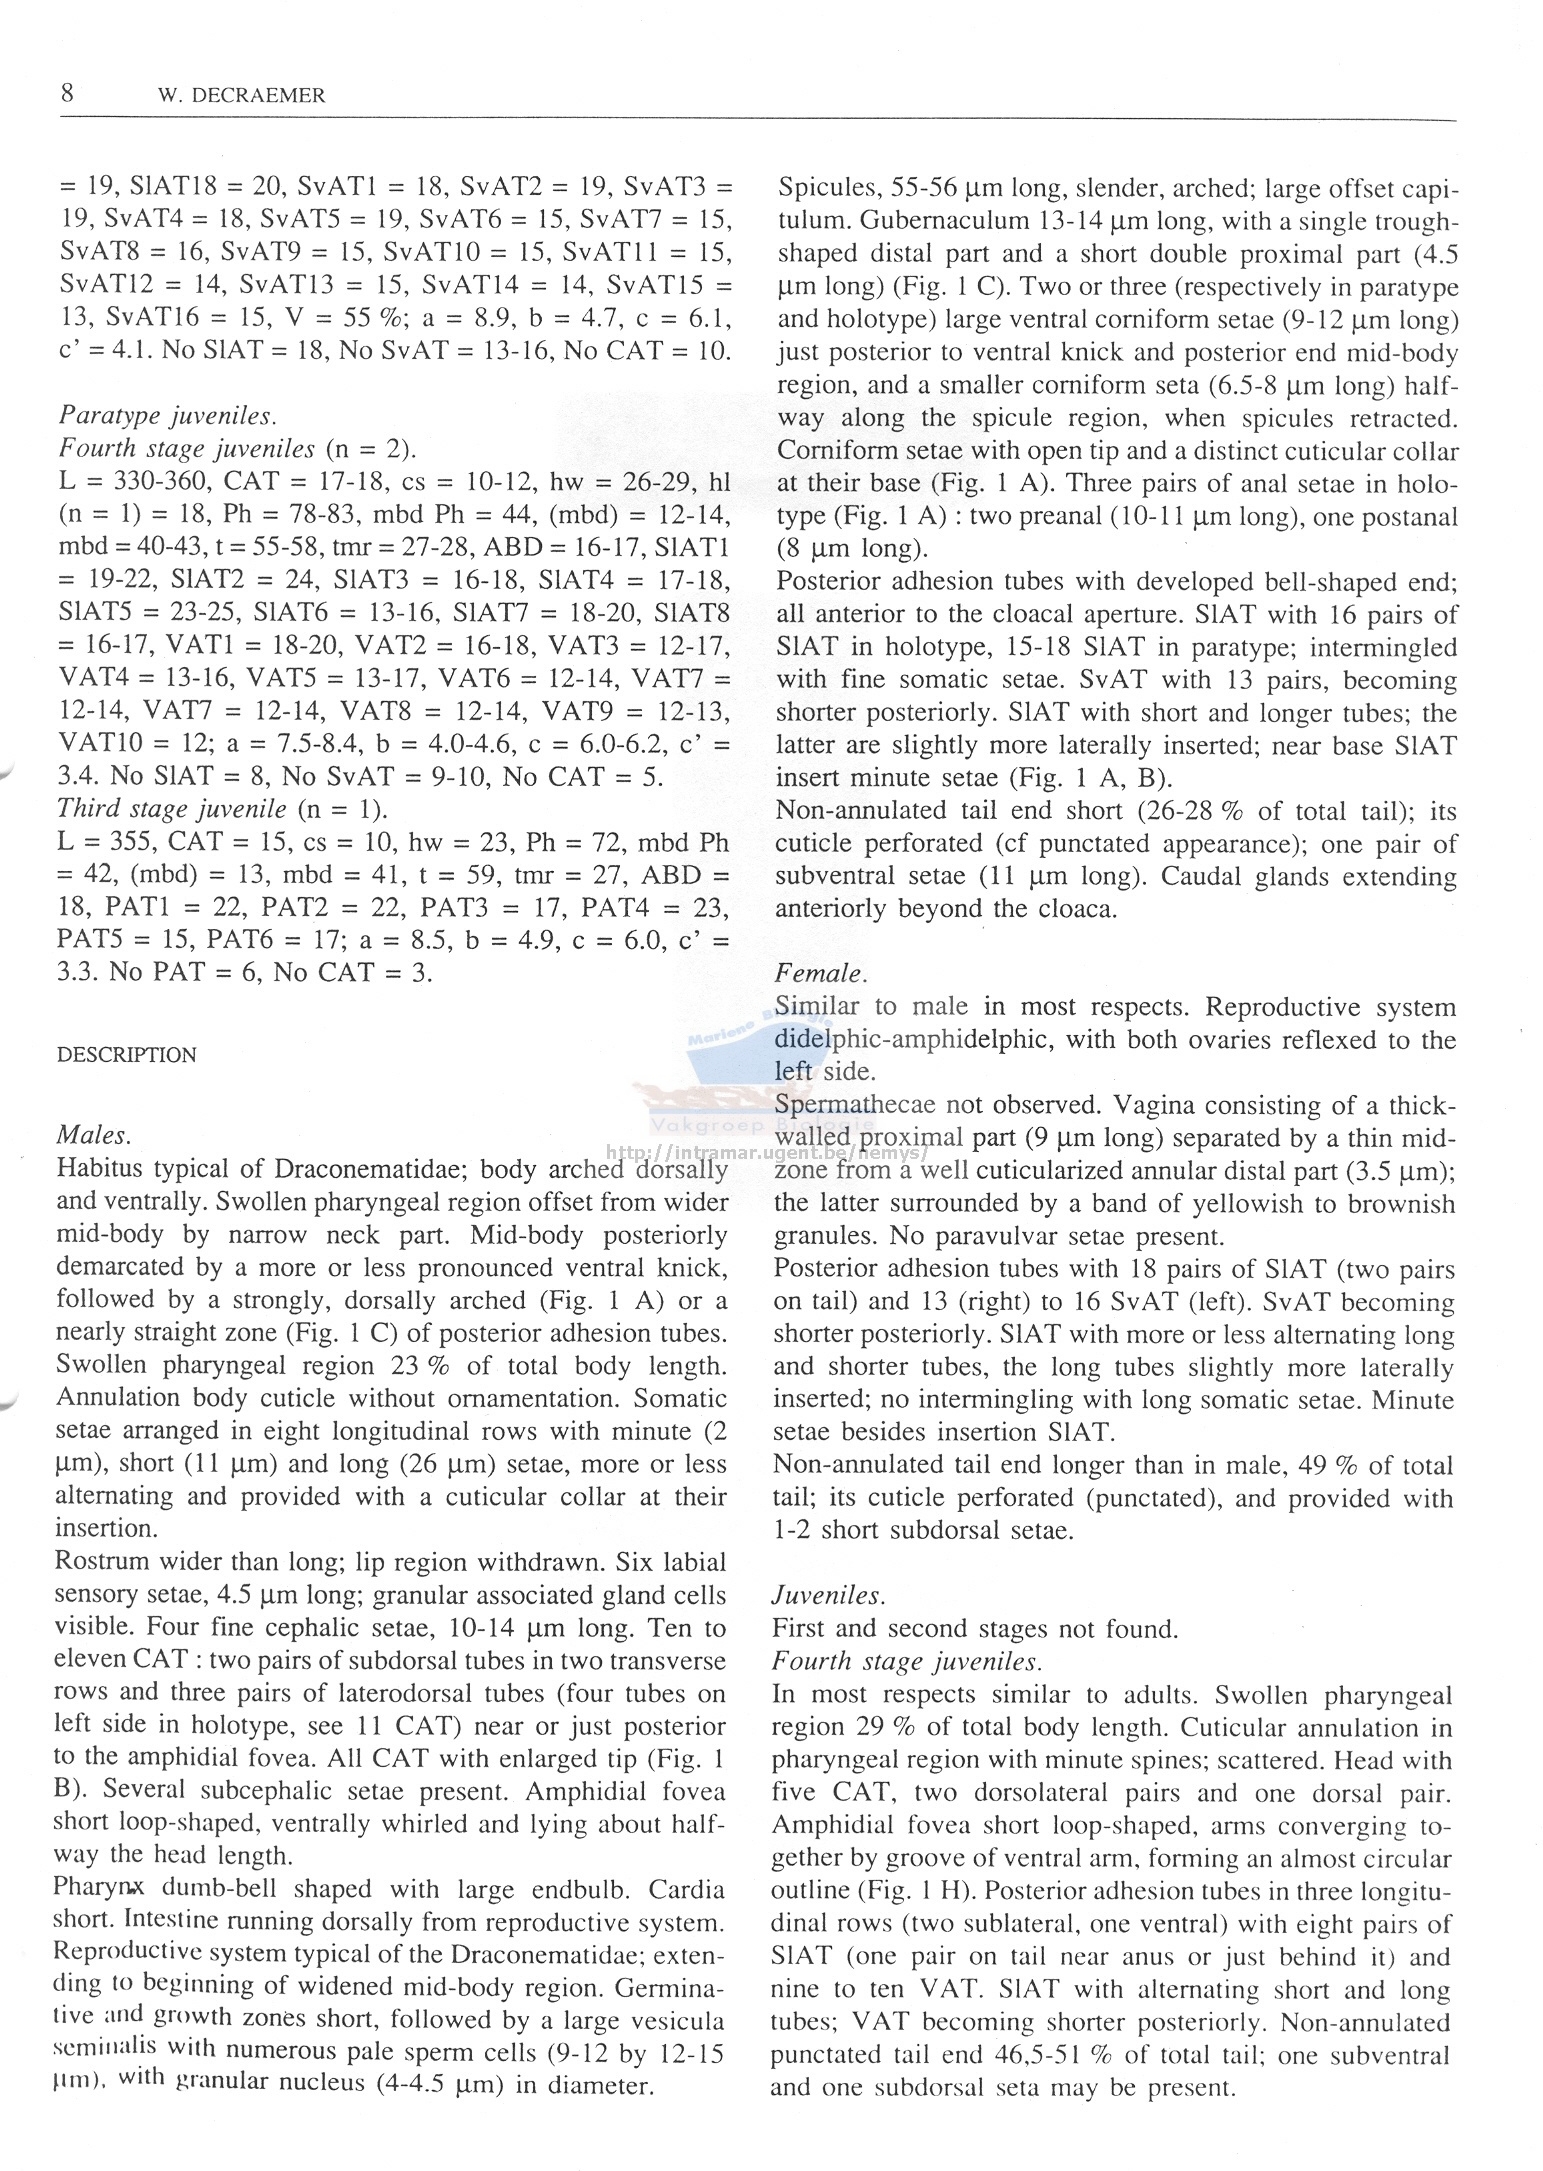 8 W. DECRAEMER
= 19, SlAT18 = 20, SvAT1 = 18, SvAT2 = 19, SvAT3 =
19, SvAT4 = 18, SvAT5 = 19, SvAT6 = 15, SvAT7 = 15,
SvAT8 = 16, SvAT9 = 15, SvAT10 = 15, SvAT11 = 15,
SvAT12 = 14, SvAT13 = 15, SvAT14 = 14, SvAT15 =
13, SvAT16 = 15, V = 55 %; a = 8.9, b = 4.7, c = 6.1,
c’ = 4.1. No SlAT = 18, No SvAT = 13-16, No CAT = 10.
Paratype juveniles.
Fourth stage juveniles (n = 2).
L = 330-360, CAT = 17-18, cs = 10-12, hw = 26-29, hl
(n = 1) = 18, Ph = 78-83, mbd Ph = 44, (mbd) = 12-14,
mbd = 40-43, t = 55-58, tmr = 27-28, ABD = 16-17, SlAT1
= 19-22, SlAT2 = 24, SlAT3 = 16-18, SlAT4 = 17-18,
SlAT5 = 23-25, SlAT6 = 13-16, SlAT7 = 18-20, SlAT8
= 16-17, VAT1 = 18-20, VAT2 = 16-18, VAT3 = 12-17,
VAT4 = 13-16, VAT5 = 13-17, VAT6 = 12-14, VAT7 =
12-14, VAT7 = 12-14, VAT8 = 12-14, VAT9 = 12-13,
VAT10 = 12; a = 7.5-8.4, b = 4.0-4.6, c = 6.0-6.2, c’ =
3.4. No SlAT = 8, No SvAT = 9-10, No CAT = 5.
Third stage juvenile (n = 1).
L = 355, CAT = 15, cs = 10, hw = 23, Ph = 72, mbd Ph
= 42, (mbd) = 13, mbd = 41, t = 59, tmr = 27, ABD =
18, PAT1 = 22, PAT2 = 22, PAT3 = 17, PAT4 = 23,
PAT5 = 15, PAT6 = 17; a = 8.5, b = 4.9, c = 6.0, c’ =
3.3. No PAT = 6, No CAT = 3.
DESCRIPTION
Males.
Habitus typical of Draconematidae; body arched dorsally
and ventrally. Swollen pharyngeal region offset from wider
mid-body by narrow neck part. Mid-body posteriorly
demarcated by a more or less pronounced ventral knick,
followed by a strongly, dorsally arched (Fig. 1 A) or a
nearly straight zone (Fig. 1 C) of posterior adhesion tubes.
Swollen pharyngeal region 23 % of total body length.
Annulation body cuticle without ornamentation. Somatic
setae arranged in eight longitudinal rows with minute (2
µm), short (11 µm) and long (26 µm) setae, more or less
alternating and provided with a cuticular collar at their
insertion.
Rostrum wider than long; lip region withdrawn. Six labial
sensory setae, 4.5 µm long; granular associated gland cells
visible. Four fine cephalic setae, 10-14 µm long. Ten to
eleven CAT : two pairs of subdorsal tubes in two transverse
rows and three pairs of laterodorsal tubes (four tubes on
left side in holotype, see 11 CAT) near or just posterior
to the amphidial fovea. All CAT with enlarged tip (Fig. 1
B). Several subcephalic setae present. Amphidial fovea
short loop-shaped, ventrally whirled and lying about half-
way the head length.
Pharynx dumb-bell shaped with large endbulb. Cardia
short. Intestine running dorsally from reproductive system.
Reproductive system typical of the Draconematidae; exten-
ding to beginning of widened mid-body region. Germina-
tive and growth zones short, followed by a large vesicula
seminalis with numerous pale sperm cells (9-12 by 12-15
µm), with granular nucleus (4-4.5 µm) in diameter.
Spicules, 55-56 µm long, slender, arched; large offset capi-
tulum. Gubernaculum 13-14 µm long, with a single trough-
shaped distal part and a short double proximal part (4.5
µm long) (Fig. 1 C). Two or three (respectively in paratype
and holotype) large ventral corniform setae (9-12 µm long)
just posterior to ventral knick and posterior end mid-body
region, and a smaller corniform seta (6.5-8 µm long) half-
way along the spicule region, when spicules retracted.
Corniform setae with open tip and a distinct cuticular collar
at their base (Fig. 1 A). Three pairs of anal setae in holo-
type (Fig. 1 A) : two preanal (10-11 µm long), one postanal
(8 µm long).
Posterior adhesion tubes with developed bell-shaped end;
all anterior to the cloacal aperture. SlAT with 16 pairs of
SlAT in holotype, 15-18 SlAT in paratype; intermingled
with fine somatic setae. SvAT with 13 pairs, becoming
shorter posteriorly. SlAT with short and longer tubes; the
latter are slightly more laterally inserted; near base SlAT
insert minute setae (Fig. 1 A, B).
Non-annulated tail end short (26-28 % of total tail); its
cuticle perforated (cf punctated appearance); one pair of
subventral setae (11 µm long). Caudal glands extending
anteriorly beyond the cloaca.
Female.
Similar to male in most respects. Reproductive system
didelphic-amphidelphic, with both ovaries reflexed to the
left side.
Spermathecae not observed. Vagina consisting of a thick-
walled proximal part (9 µm long) separated by a thin mid-
zone from a well cuticularized annular distal part (3.5 µm);
the latter surrounded by a band of yellowish to brownish
granules. No paravulvar setae present.
Posterior adhesion tubes with 18 pairs of SlAT (two pairs
on tail) and 13 (right) to 16 SvAT (left). SvAT becoming
shorter posteriorly. SlAT with more or less alternating long
and shorter tubes, the long tubes slightly more laterally
inserted; no intermingling with long somatic setae. Minute
setae besides insertion SlAT.
Non-annulated tail end longer than in male, 49 % of total
tail; its cuticle perforated (punctated), and provided with
1-2 short subdorsal setae.
Juveniles.
First and second stages not found.
Fourth stage juveniles.
In most respects similar to adults. Swollen pharyngeal
region 29 % of total body length. Cuticular annulation in
pharyngeal region with minute spines; scattered. Head with
five CAT, two dorsolateral pairs and one dorsal pair.
Amphidial fovea short loop-shaped, arms converging to-
gether by groove of ventral arm, forming an almost circular
outline (Fig. 1 H). Posterior adhesion tubes in three longitu-
dinal rows (two sublateral, one ventral) with eight pairs of
SlAT (one pair on tail near anus or just behind it) and
nine to ten VAT. SlAT with alternating short and long
tubes; VAT becoming shorter posteriorly. Non-annulated
punctated tail end 46,5-51 % of total tail; one subventral
and one subdorsal seta may be present.
Mariene Biologie
Vakgroep Biologie
http://intramar.ugent.be/nemys/